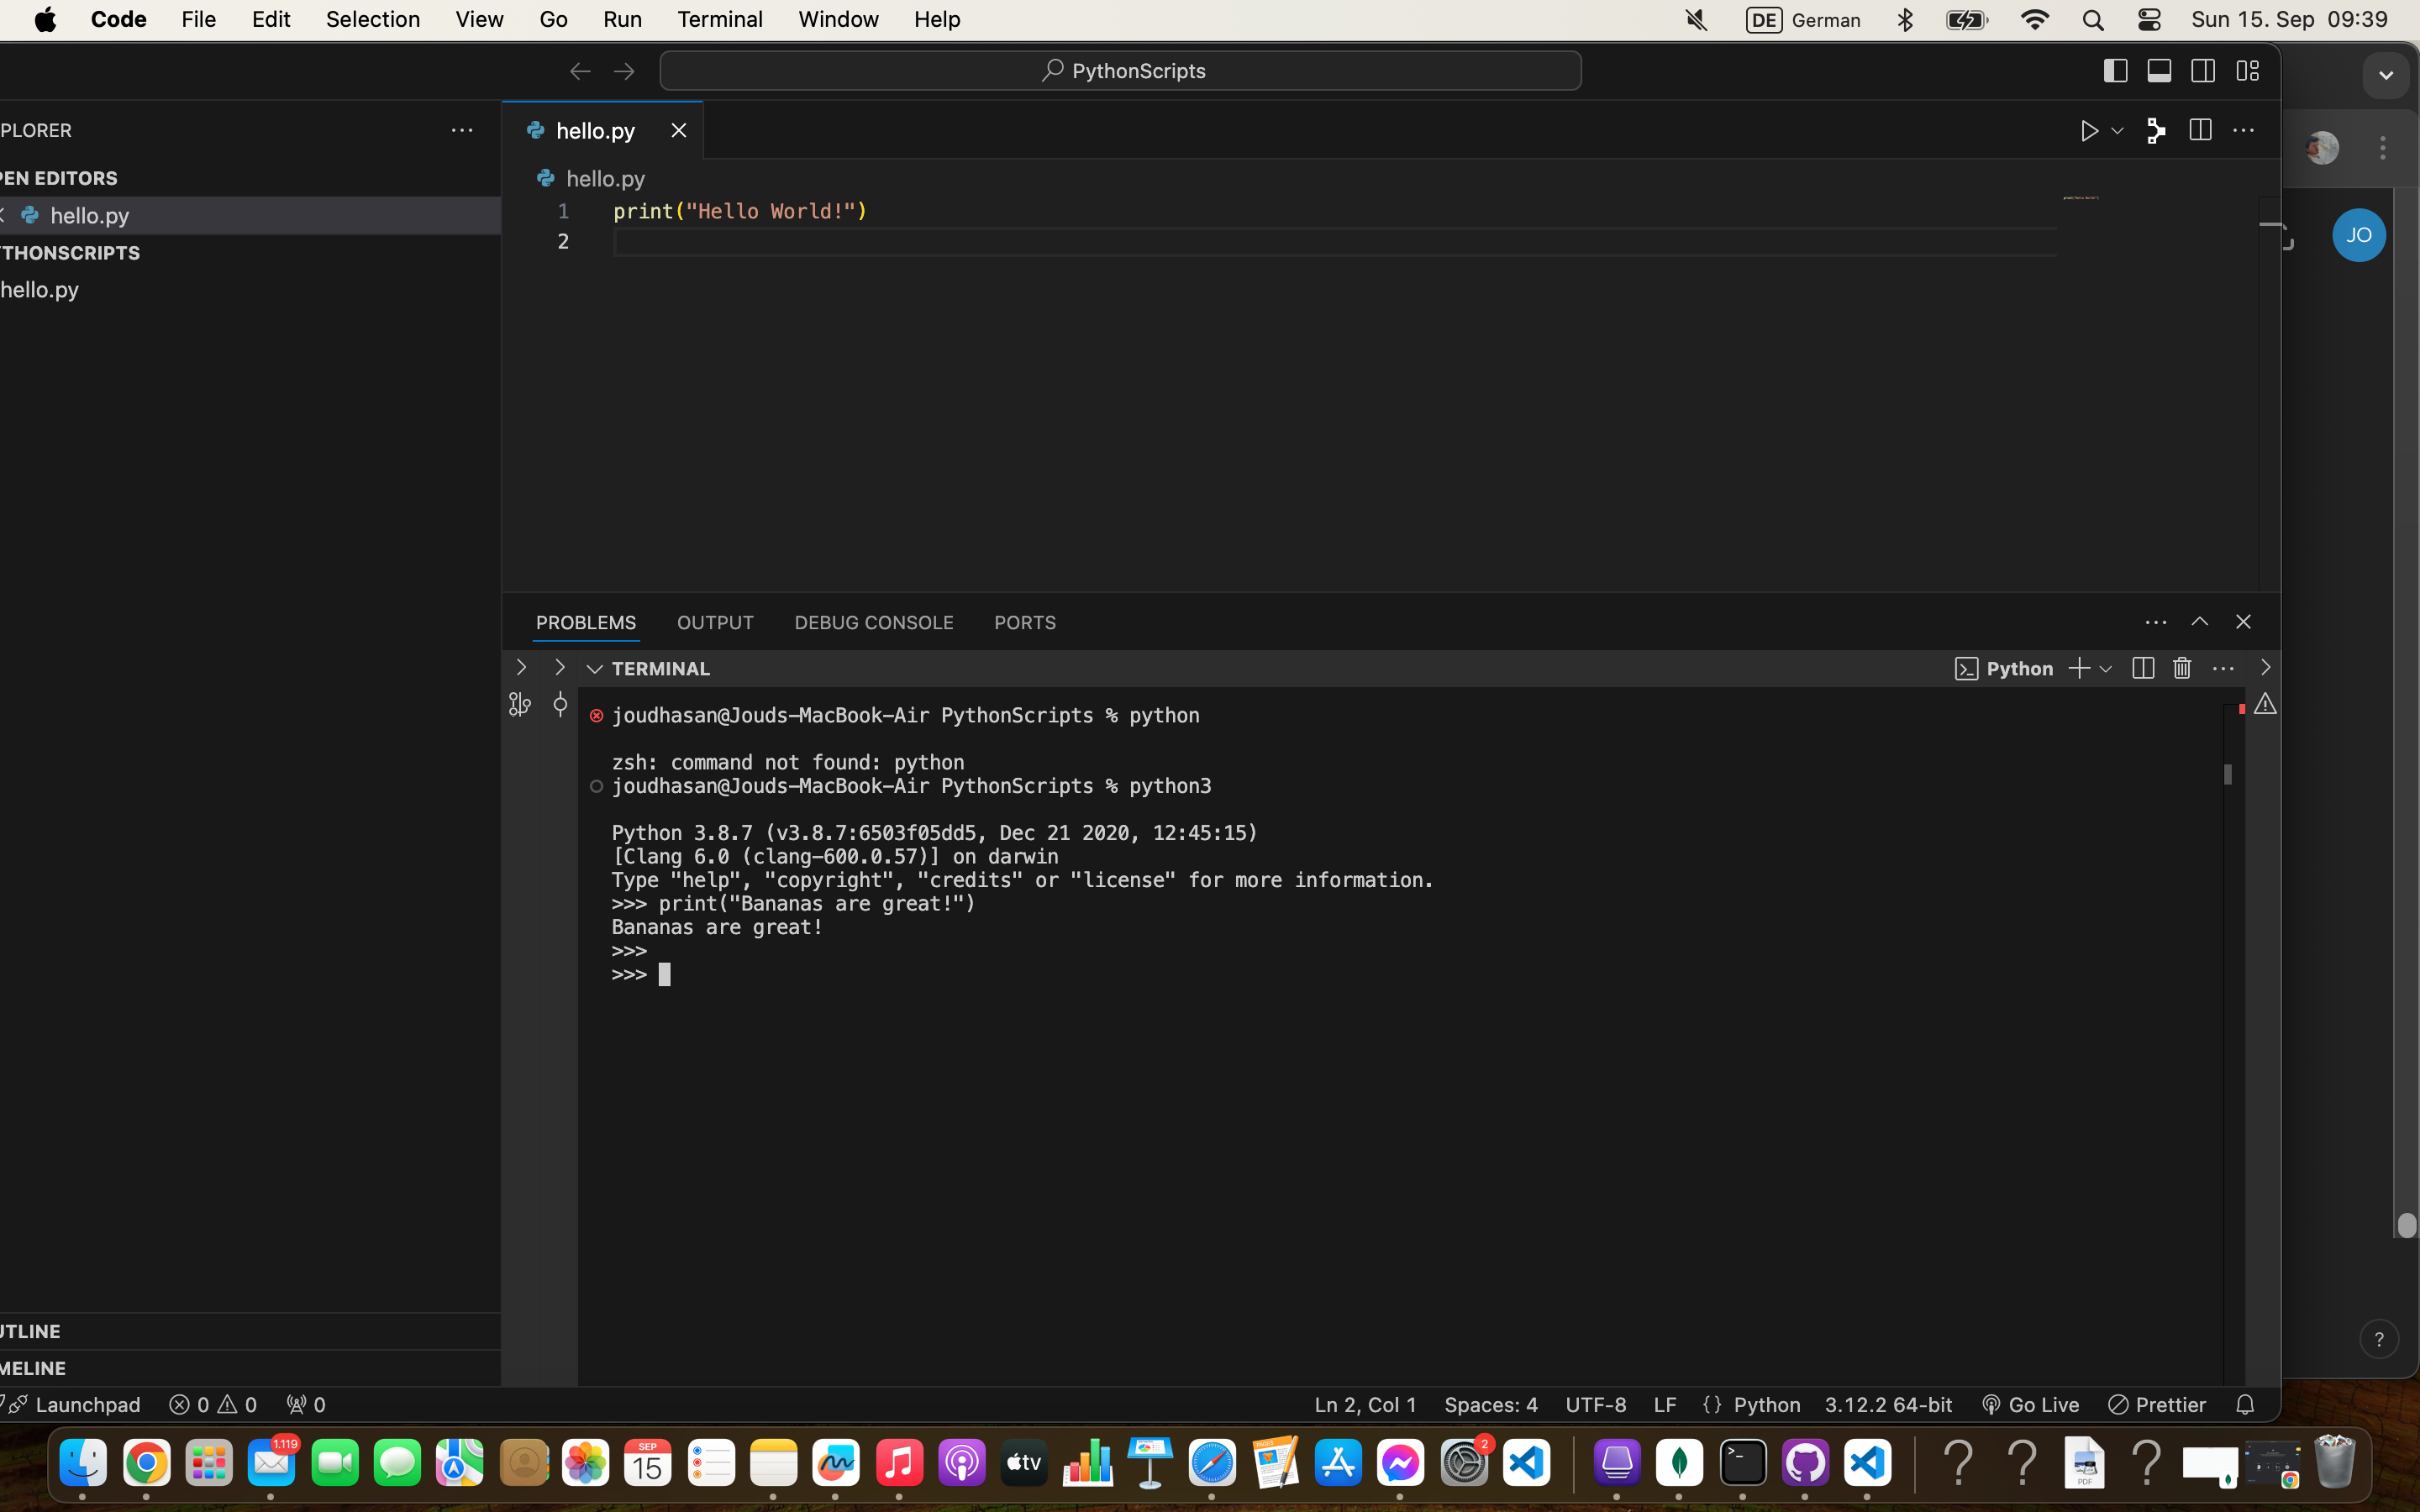 Code File Edit Selection View Go Run Terminal Window Help DE German Sun 15. Sep 09:39
PythonScripts
PLORER
hello.py
PEN EDITORS
hello.py
hello.py
THONSCRIPTS
hello.py
1 print("Hello World!")
2
JO
PROBLEMS OUTPUT DEBUG CONSOLE PORTS
TERMINAL Python
joudhasan@Jouds-MacBook-Air PythonScripts % python
zsh: command not found: python
joudhasan@Jouds-MacBook-Air PythonScripts % python3
Python 3.8.7 (v3.8.7:6503f05dd5, Dec 21 2020, 12:45:15)
[Clang 6.0 (clang-600.0.57)] on darwin
Type "help", "copyright", "credits" or "license" for more information.
>>> print("Bananas are great!")
Bananas are great!
>>>
>>>
UTLINE
MELINE
?
Launchpad 0 0 0 Ln 2, Col 1 Spaces: 4 UTF-8 LF {} Python 3.12.2 64-bit Go Live Prettier
1.119
SEP
15
tv
PAGES
2
>_
? ? PDF ?